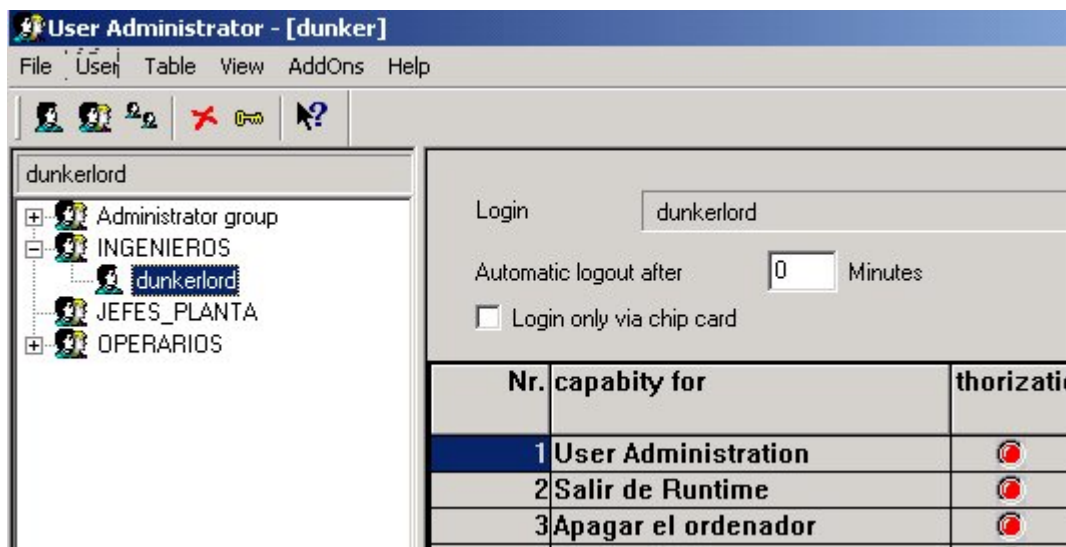 User Administrator - [dunker]
File User Table View AddOns Help
dunkerlord
Administrator group
INGENIEROS
dunkerlord
JEFES_PLANTA
OPERARIOS
Login dunkerlord
Automatic logout after 0 Minutes
Login only via chip card
Nr. capabity for thorizati
1 User Administration
2 Salir de Runtime
3 Apagar el ordenador